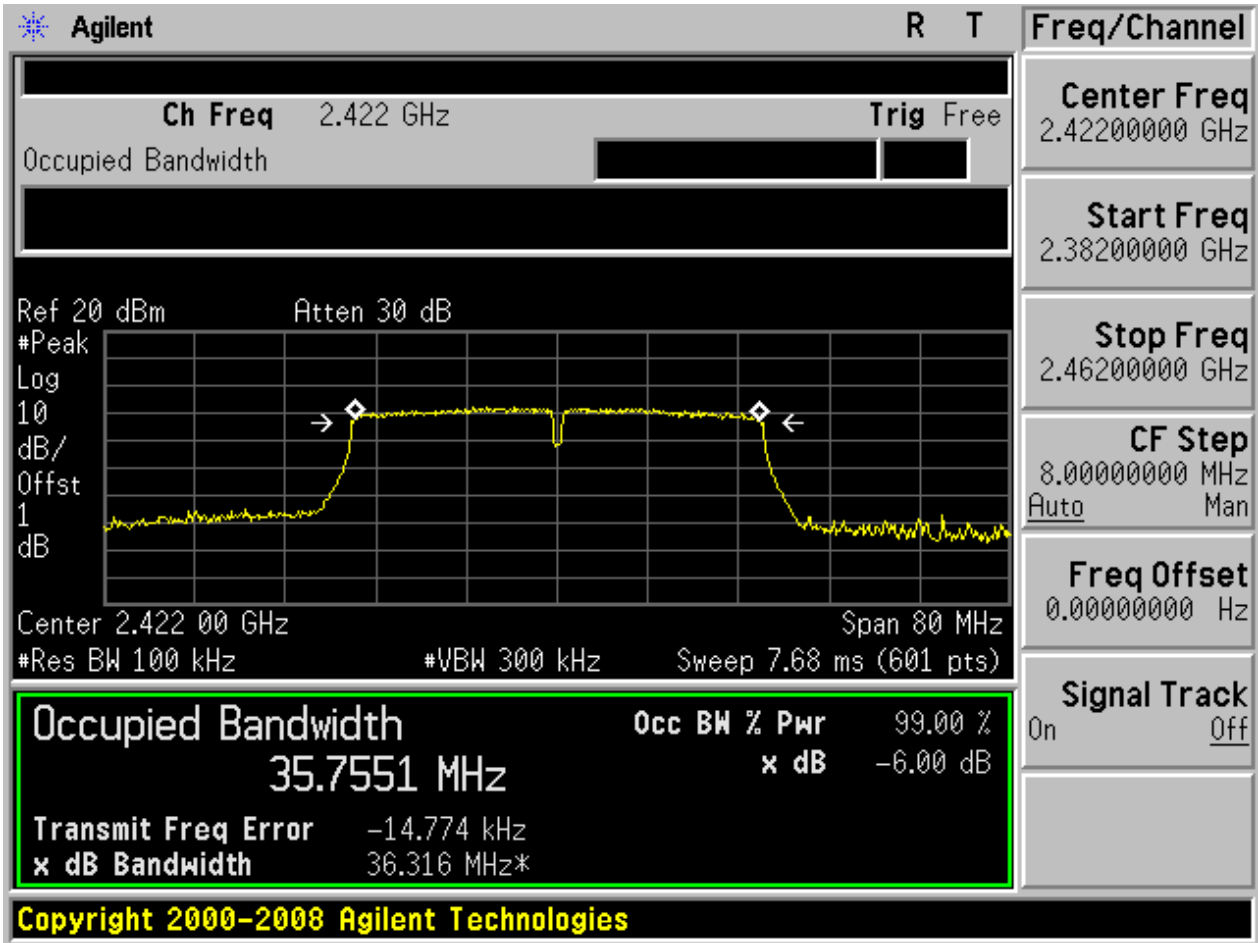 Agilent R T
Freq/Channel
Ch Freq 2.422 GHz Trig Free
Occupied Bandwidth
Center Freq
2.42200000 GHz
Start Freq
2.38200000 GHz
Stop Freq
2.46200000 GHz
CF Step
8.00000000 MHz
Auto Man
Freq Offset
0.00000000 Hz
Signal Track
On Off
Ref 20 dBm Atten 30 dB
#Peak
Log
10
dB/
Offst
1
dB
Center 2.422 00 GHz Span 80 MHz
#Res BW 100 kHz #VBW 300 kHz Sweep 7.68 ms (601 pts)
Occupied Bandwidth
35.7551 MHz
Occ BW % Pwr 99.00 %
x dB -6.00 dB
Transmit Freq Error -14.774 kHz
x dB Bandwidth 36.316 MHz*
Copyright 2000-2008 Agilent Technologies